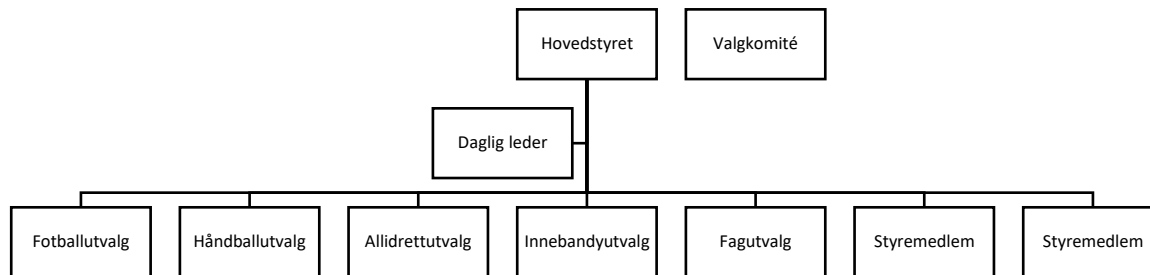 Hovedstyret
Valgkomité
Daglig leder
Fotballutvalg
Håndballutvalg
Allidrettutvalg
Innebandyutvalg
Fagutvalg
Styremedlem
Styremedlem